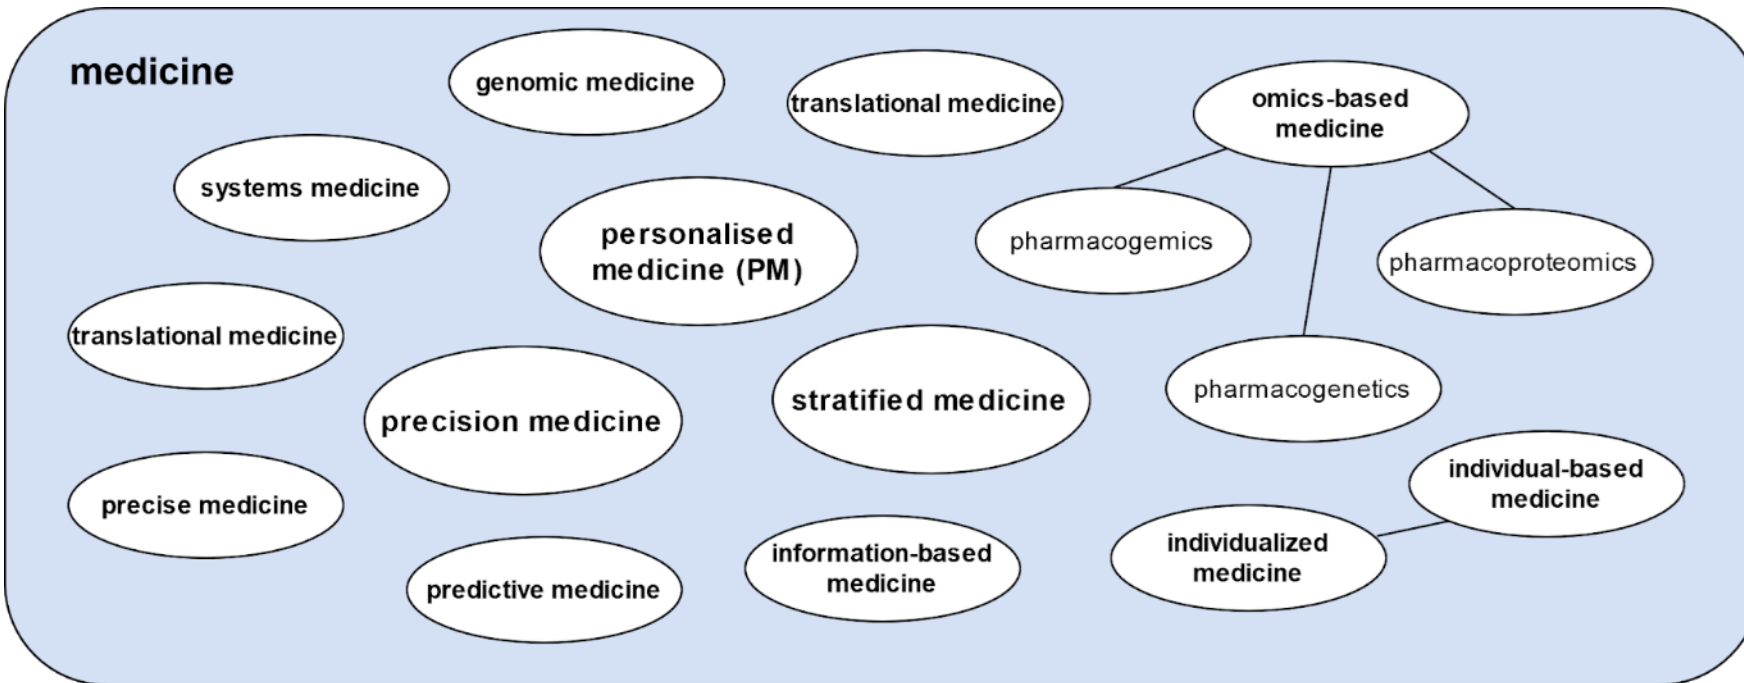 medicine
genomic medicine
translational medicine
omics-based
medicine
systems medicine
personalised
medicine (PM)
pharmacogemics
pharmacoproteomics
translational medicine
precision medicine
stratified medicine
pharmacogenetics
individual-based
medicine
precise medicine
predictive medicine
information-based
medicine
individualized
medicine